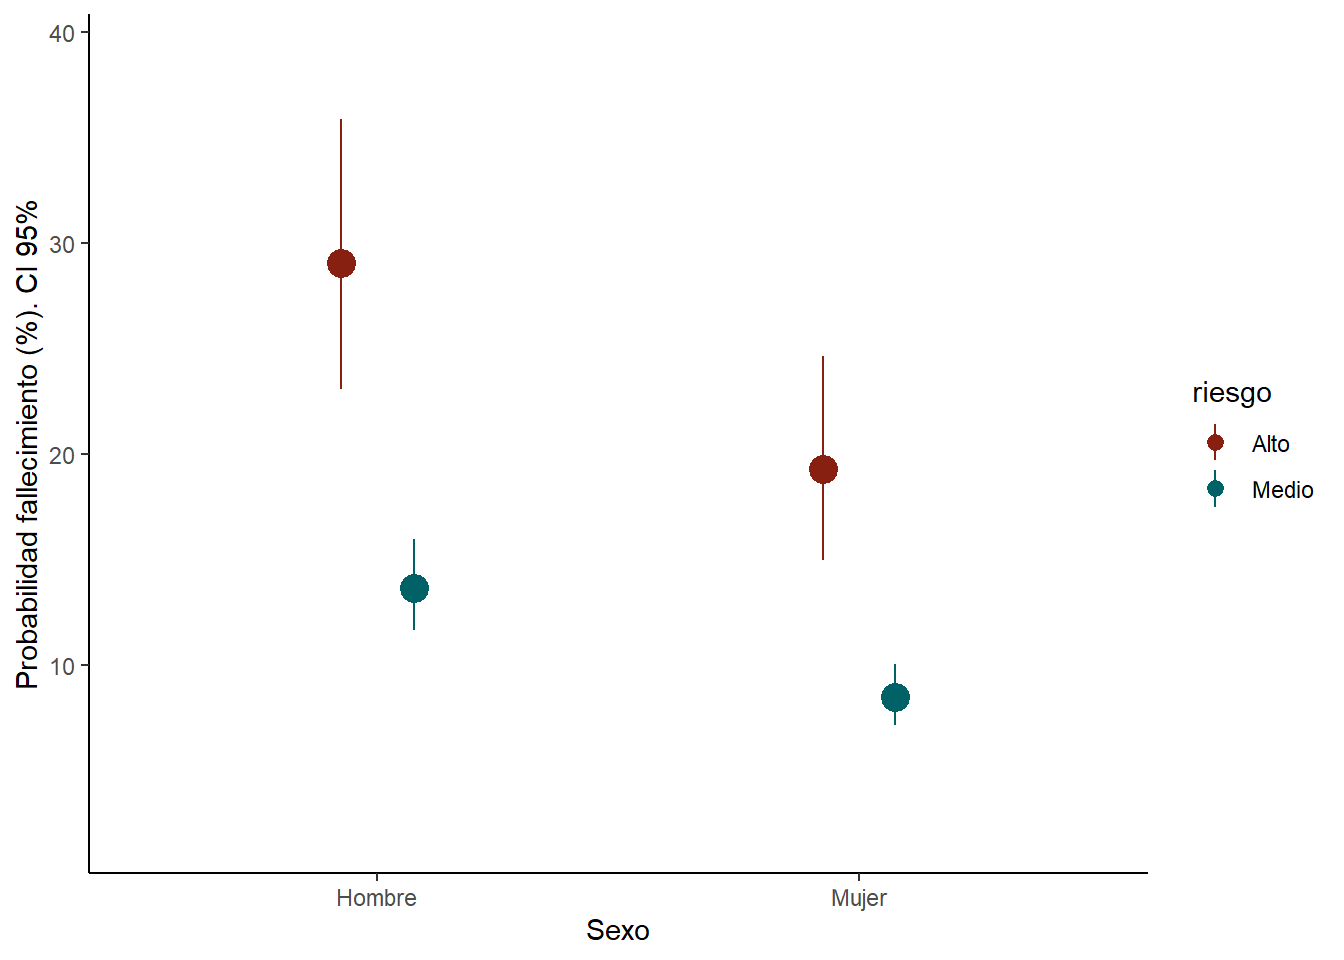 Probabilidad fallecimiento (%). CI 95%
40
30
20
10
Hombre
Mujer
Sexo
riesgo
Alto
Medio